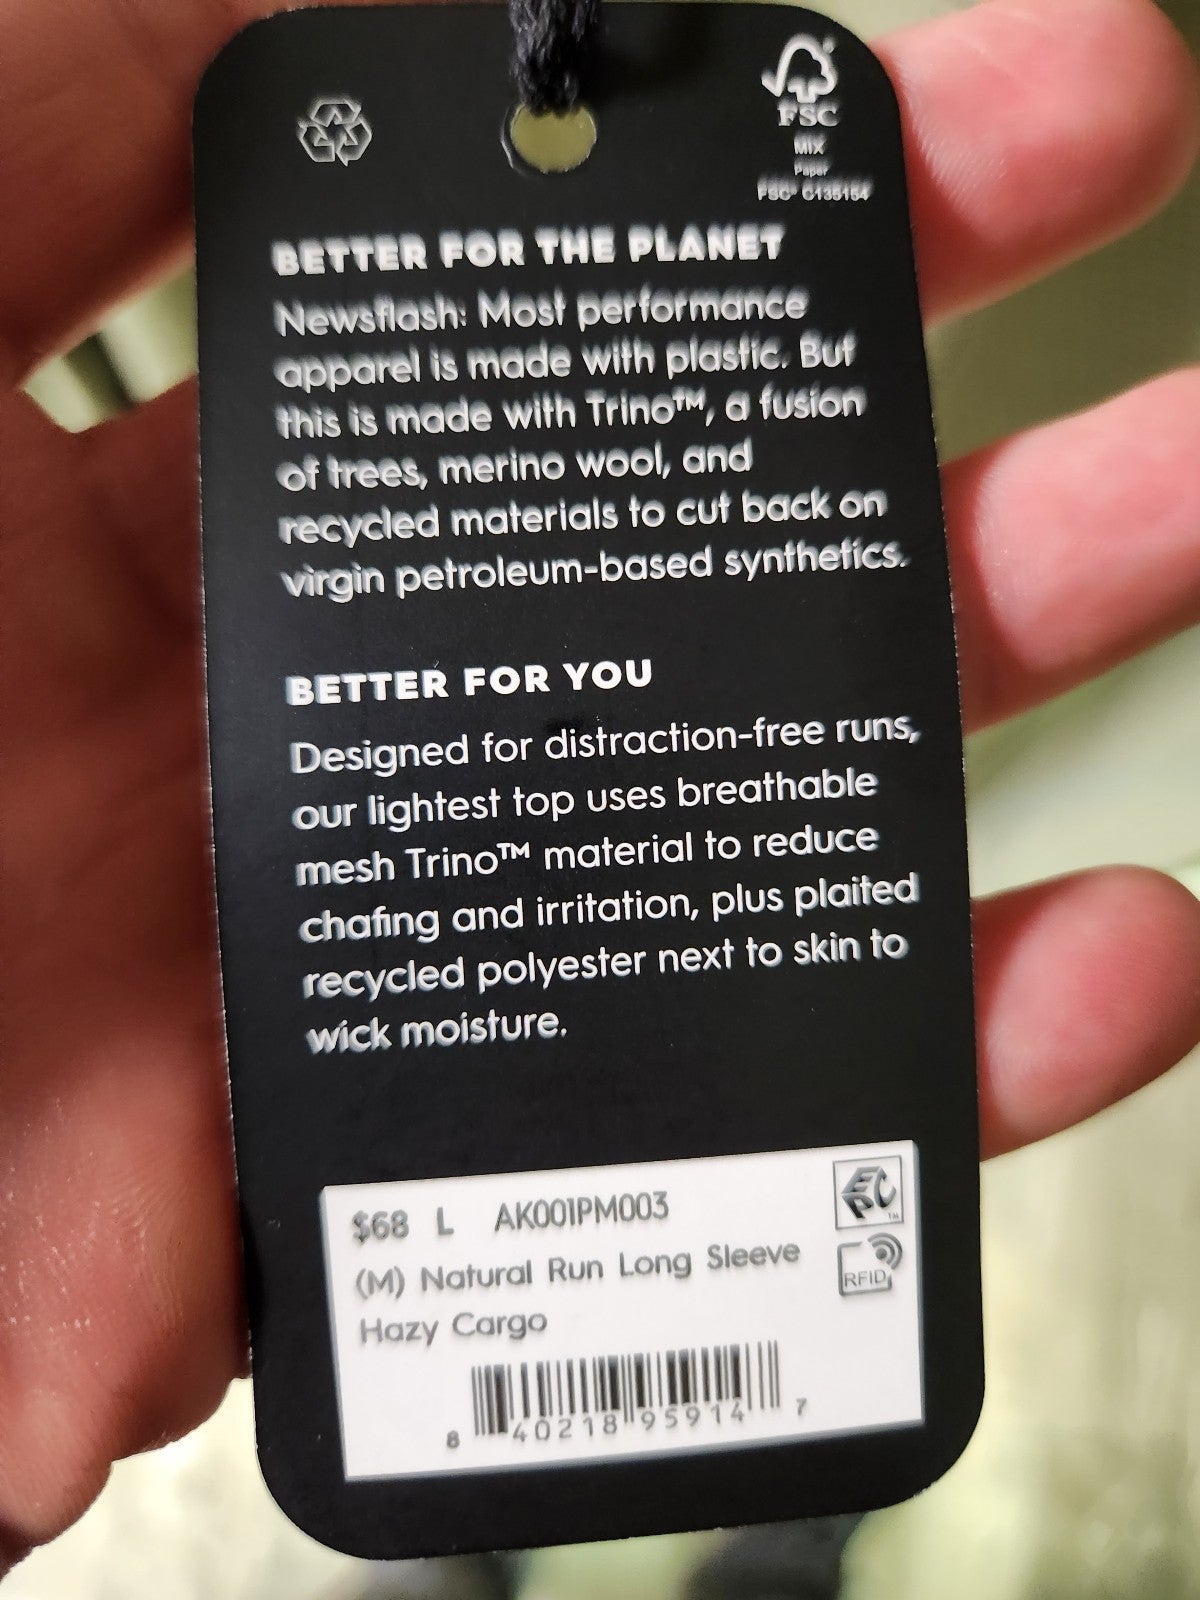 FSC
MIX
Paper
FSC® C135154
BETTER FOR THE PLANET
Newsflash: Most performance
apparel is made with plastic. But
this is made with Trino™, a fusion
of trees, merino wool, and
recycled materials to cut back on
virgin petroleum-based synthetics.
BETTER FOR YOU
Designed for distraction-free runs,
our lightest top uses breathable
mesh Trino™ material to reduce
chafing and irritation, plus plaited
recycled polyester next to skin to
wick moisture.
$68 L AK001PM003
EPC™
(M) Natural Run Long Sleeve
RFID
Hazy Cargo
8 40218 95914 7